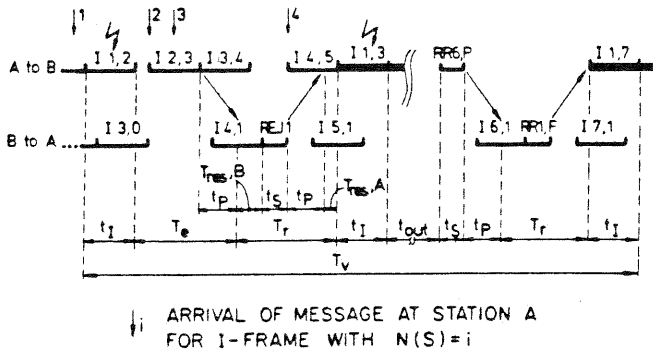 1 2 3 4
I 1,2 I 2,3 I 3,4 I 4,5 I 1,3 RR6,P I 1,7
A to B
I 3,0 I 4,1 REJ1 I 5,1 I 6,1 RR1,F I 7,1
B to A ....
Tres,B Tres,A
tP tS tP
tI Te Tr tI tout tS tP Tr tI
Tv
i ARRIVAL OF MESSAGE AT STATION A
FOR I-FRAME WITH N(S)=i